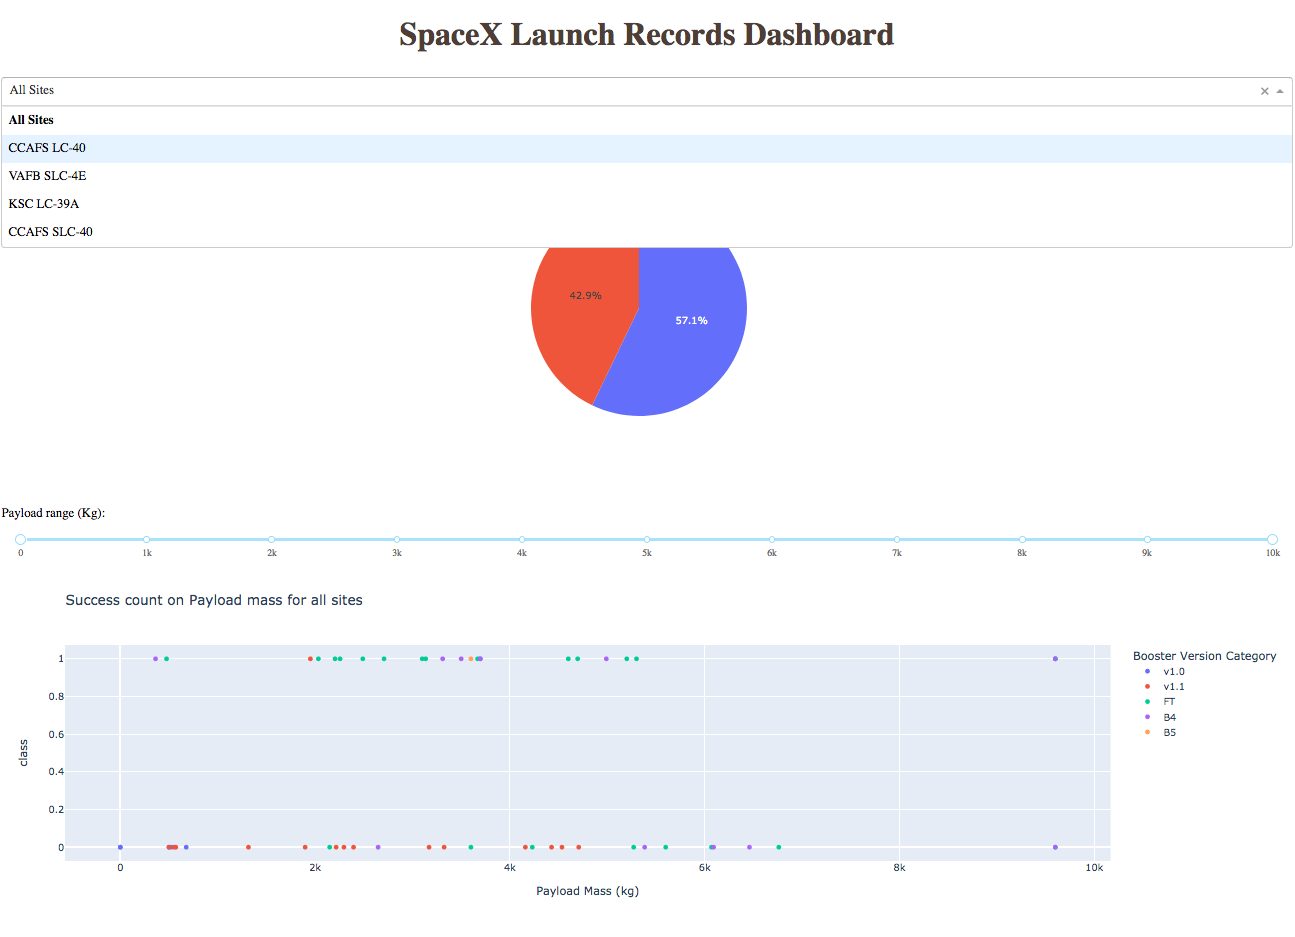 SpaceX Launch Records Dashboard
All Sites
All Sites
CCAFS LC-40
VAFB SLC-4E
KSC LC-39A
CCAFS SLC-40
42.9%
57.1%
Payload range (Kg):
0 1k 2k 3k 4k 5k 6k 7k 8k 9k 10k
Success count on Payload mass for all sites
1
0.8
0.6
0.4
0.2
0
class
0 2k 4k 6k 8k 10k
Payload Mass (kg)
Booster Version Category
v1.0
v1.1
FT
B4
B5